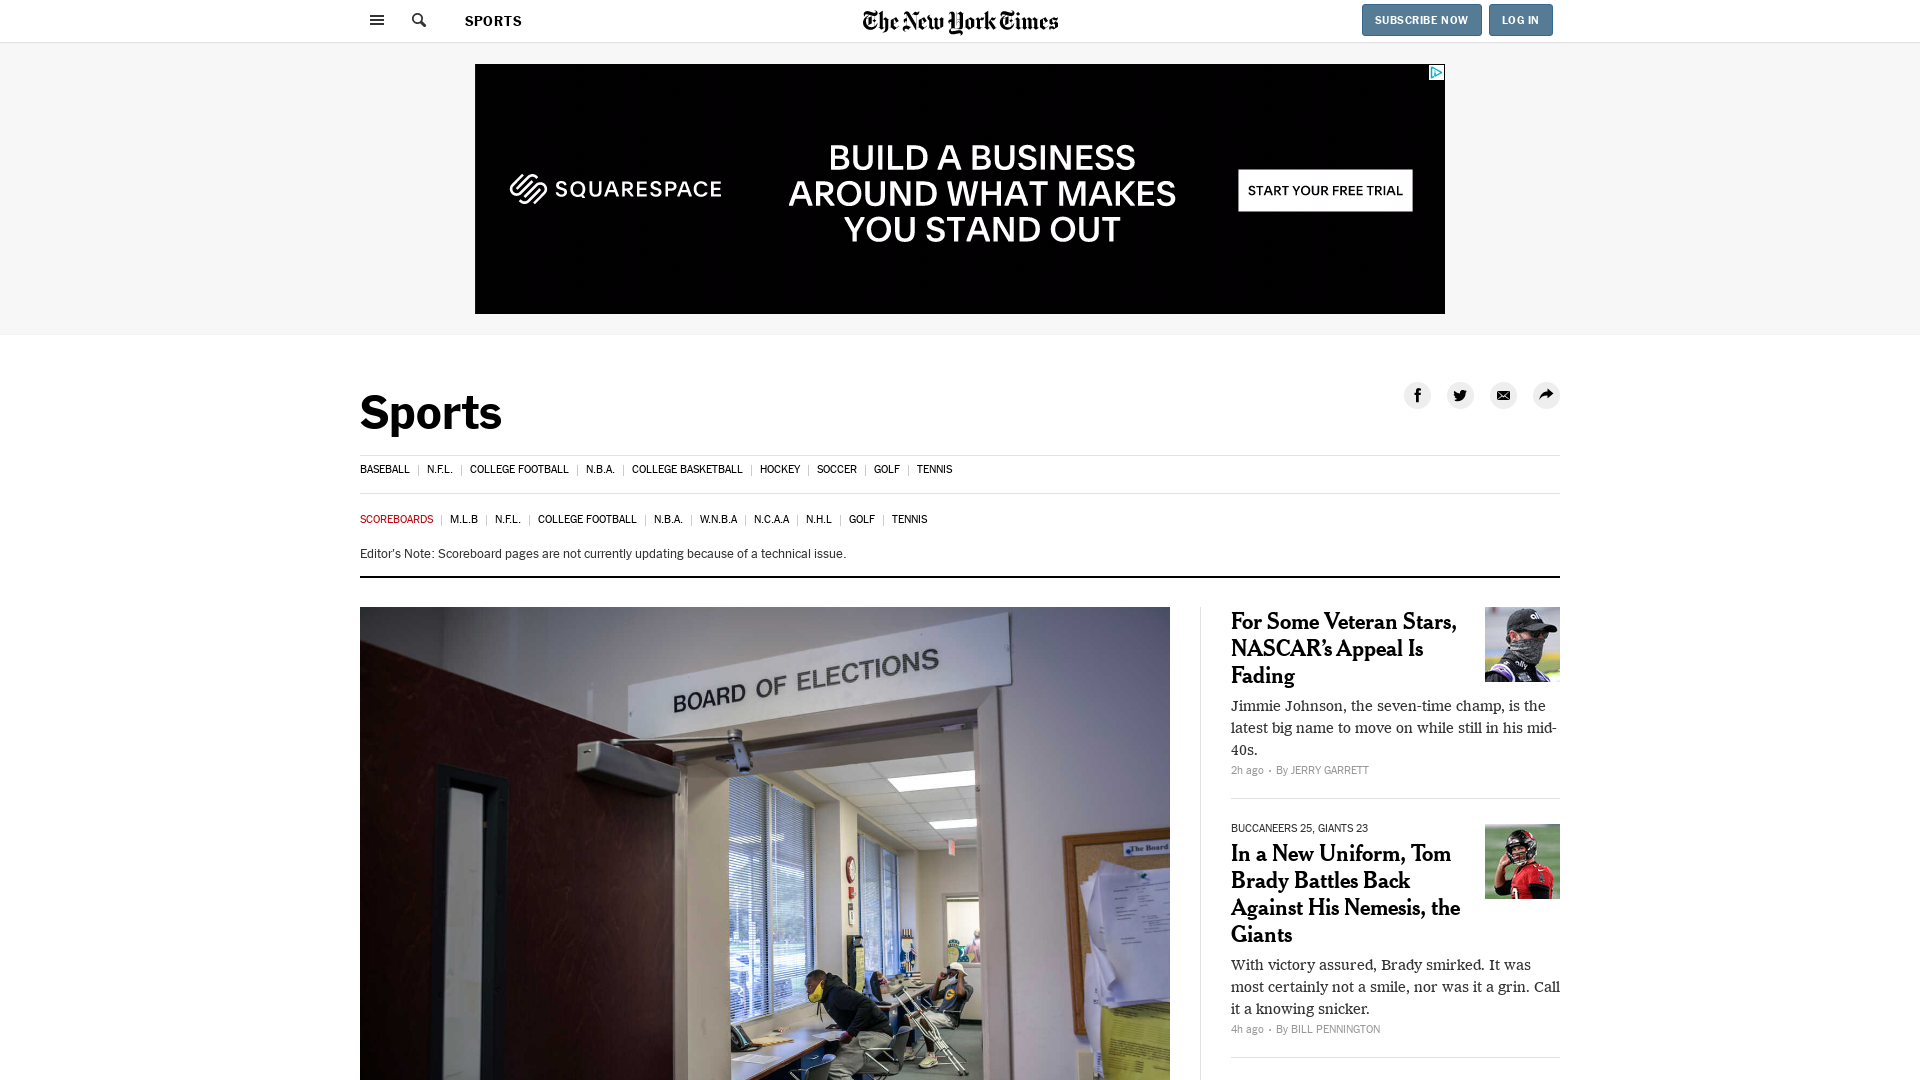 SPORTS
The New York Times
SUBSCRIBE NOW
LOG IN
SQUARESPACE
BUILD A BUSINESS
AROUND WHAT MAKES
YOU STAND OUT
START YOUR FREE TRIAL
Sports
BASEBALL | N.F.L. | COLLEGE FOOTBALL | N.B.A. | COLLEGE BASKETBALL | HOCKEY | SOCCER | GOLF | TENNIS
SCOREBOARDS | M.L.B | N.F.L. | COLLEGE FOOTBALL | N.B.A. | W.N.B.A | N.C.A.A | N.H.L | GOLF | TENNIS
Editor's Note: Scoreboard pages are not currently updating because of a technical issue.
BOARD OF ELECTIONS
The Board
For Some Veteran Stars,
NASCAR’s Appeal Is
Fading
Jimmie Johnson, the seven-time champ, is the
latest big name to move on while still in his mid-
40s.
2h ago · By JERRY GARRETT
ally
BUCCANEERS 25, GIANTS 23
In a New Uniform, Tom
Brady Battles Back
Against His Nemesis, the
Giants
With victory assured, Brady smirked. It was
most certainly not a smile, nor was it a grin. Call
it a knowing snicker.
4h ago · By BILL PENNINGTON